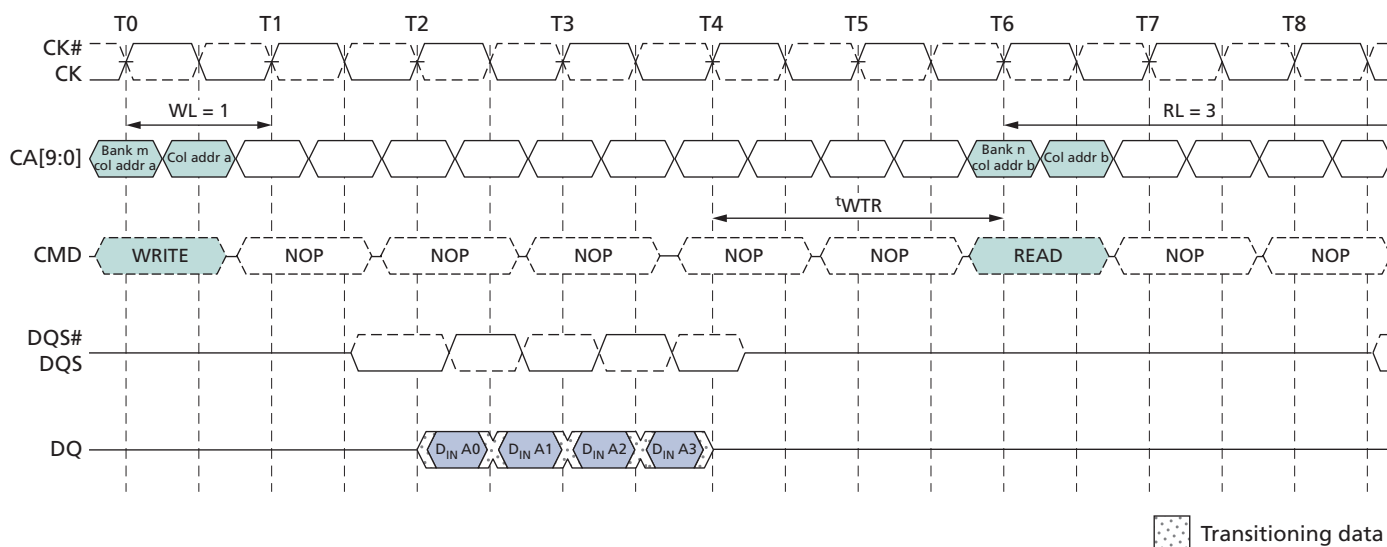 T0 T1 T2 T3 T4 T5 T6 T7 T8
CK#
CK
WL = 1 RL = 3
CA[9:0] Bank m col addr a Col addr a Bank n col addr b Col addr b
tWTR
CMD WRITE NOP NOP NOP NOP NOP READ NOP NOP
DQS#
DQS
DQ DIN A0 DIN A1 DIN A2 DIN A3
Transitioning data